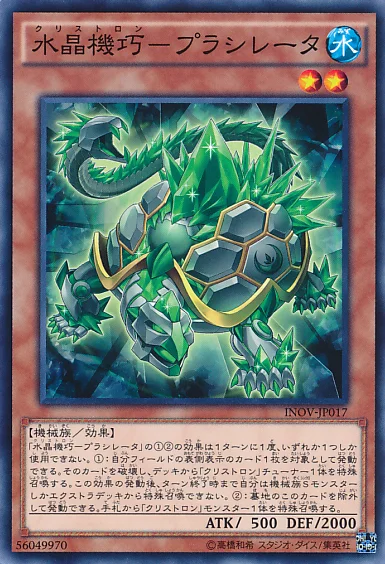 クリストロン
水晶機巧－プラシレータ
水
INOV-JP017
【機械族／効果】
「水晶機巧－プラシレータ」の①②の効果は１ターンに１度、いずれか１つしか
使用できない。①：自分フィールドの表側表示のカード１枚を対象として発動
できる。そのカードを破壊し、デッキから「クリストロン」チューナー１体を特殊
召喚する。この効果の発動後、ターン終了時まで自分は機械族Ｓモンスター
しかエクストラデッキから特殊召喚できない。②：墓地のこのカードを除外
して発動できる。手札から「クリストロン」モンスター１体を特殊召喚する。
ATK/ 500 DEF/2000
56049970
©高橋和希 スタジオ・ダイス/集英社